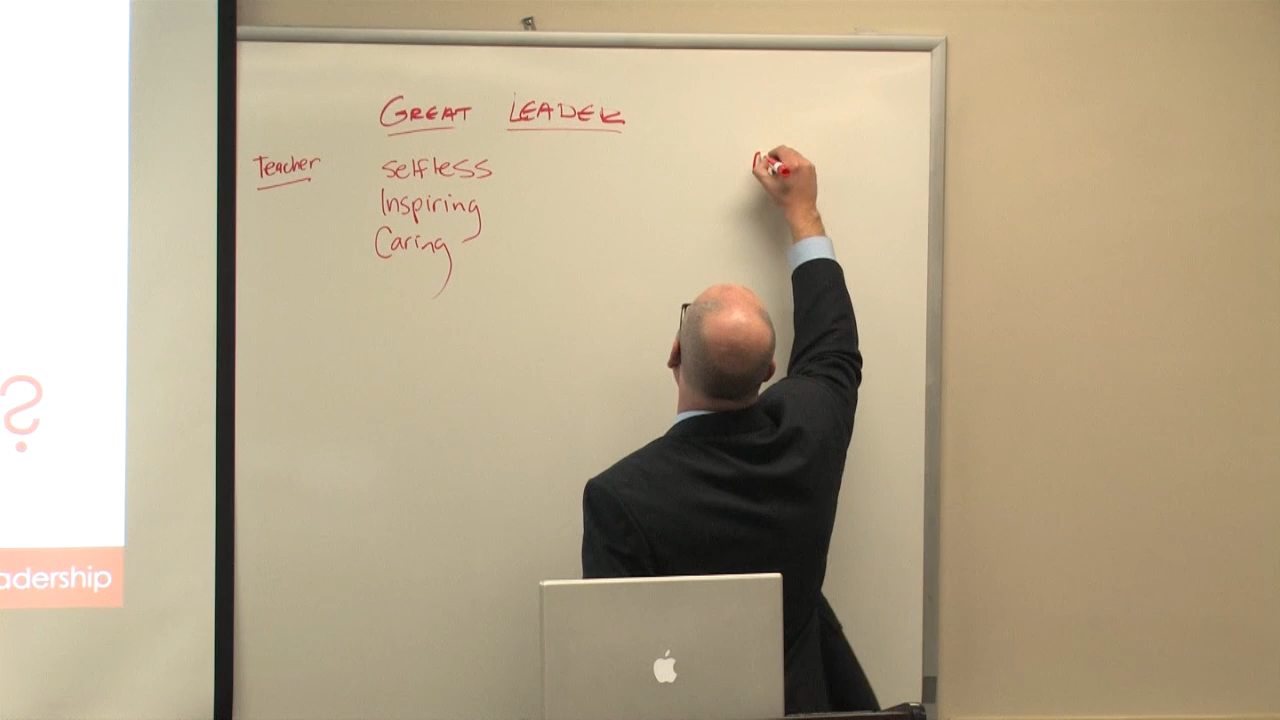 GREAT LEADER
Teacher selfless
Inspiring
Caring
?
adership